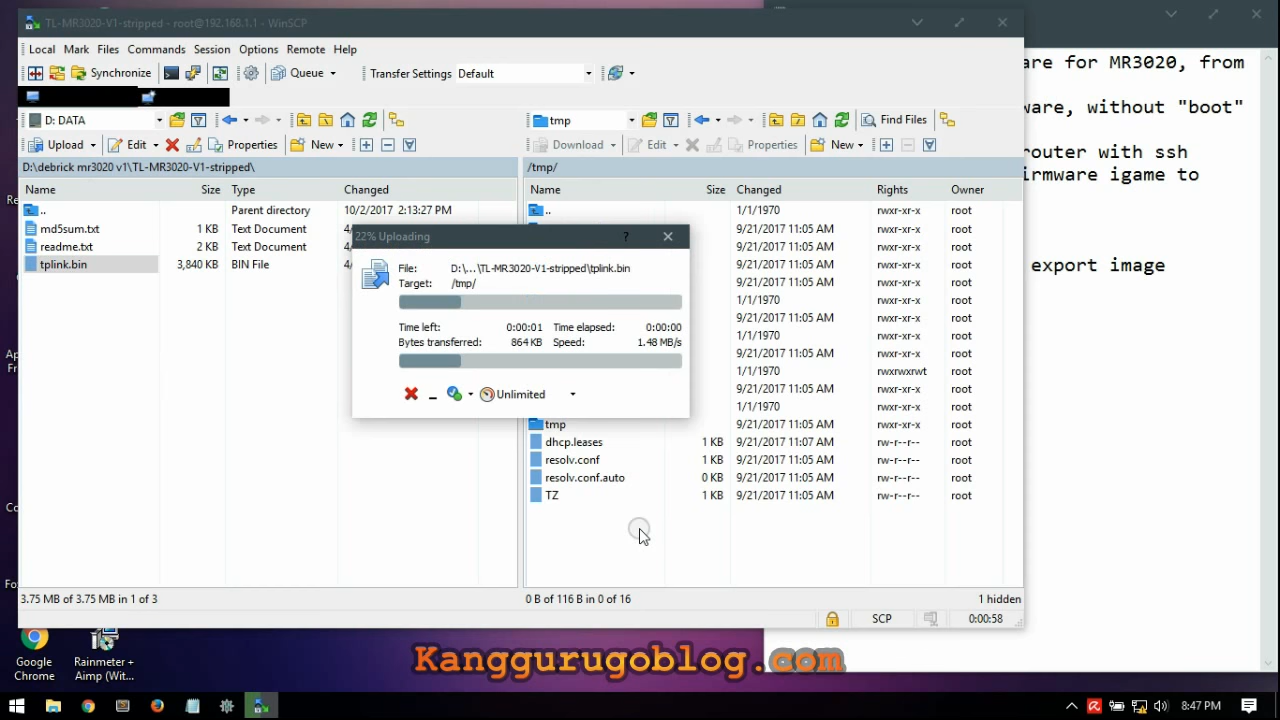 TL-MR3020-V1-stripped - root@192.168.1.1 - WinSCP
Local Mark Files Commands Session Options Remote Help
Synchronize Queue Transfer Settings Default
D: DATA tmp Find Files
Upload Edit Properties New Download Edit Properties New
D:\debrick mr3020 v1\TL-MR3020-V1-stripped\ /tmp/
Name Size Type Changed Name Size Changed Rights Owner
.. Parent directory 10/2/2017 2:13:27 PM .. 1/1/1970 rwxr-xr-x root
md5sum.txt 1 KB Text Document 4/ 9/21/2017 11:05 AM rwxr-xr-x root
readme.txt 2 KB Text Document 4/ 9/21/2017 11:05 AM rwxr-xr-x root
tplink.bin 3,840 KB BIN File 4/ 9/21/2017 11:05 AM rwxr-xr-x root
9/21/2017 11:05 AM rwxr-xr-x root
1/1/1970 rwxr-xr-x root
9/21/2017 11:05 AM rwxr-xr-x root
1/1/1970 rwxr-xr-x root
9/21/2017 11:05 AM rwxr-xr-x root
1/1/1970 rwxrwxrwt root
9/21/2017 11:05 AM rwxr-xr-x root
1/1/1970 rwxr-xr-x root
tmp 9/21/2017 11:05 AM rwxr-xr-x root
dhcp.leases 1 KB 9/21/2017 11:07 AM rw-r--r-- root
resolv.conf 1 KB 9/21/2017 11:05 AM rw-r--r-- root
resolv.conf.auto 0 KB 9/21/2017 11:05 AM rw-r--r-- root
TZ 1 KB 9/21/2017 11:05 AM rw-r--r-- root
22% Uploading ?
File: D:\...\TL-MR3020-V1-stripped\tplink.bin
Target: /tmp/
Time left: 0:00:01 Time elapsed: 0:00:00
Bytes transferred: 864 KB Speed: 1.48 MB/s
Unlimited
3.75 MB of 3.75 MB in 1 of 3 0 B of 116 B in 0 of 16 1 hidden
SCP 0:00:58
are for MR3020, from
ware, without "boot"
router with ssh
irmware igame to
export image
Google
Chrome
Rainmeter +
Aimp (Wit...
Kanggurugoblog.com
8:47 PM